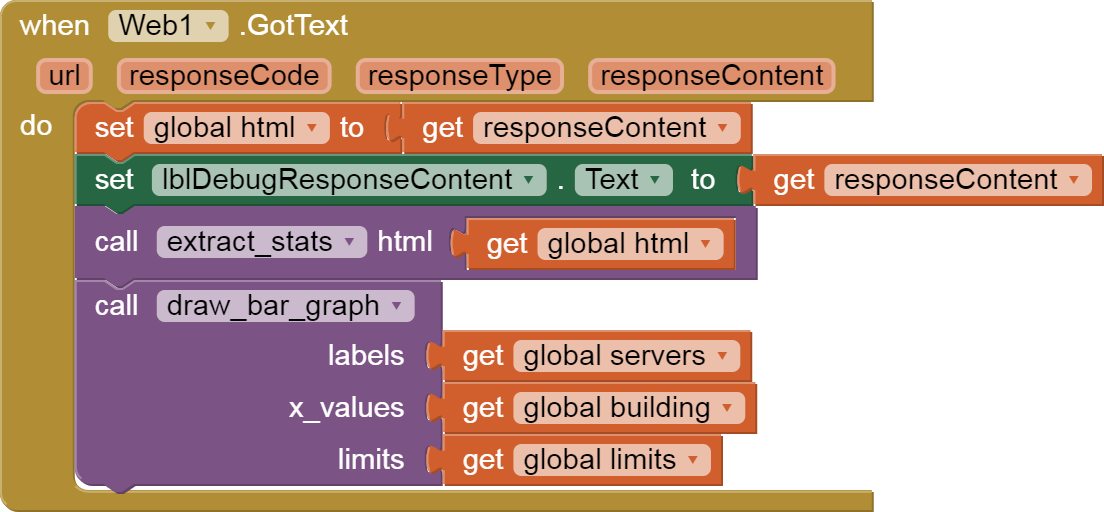 when Web1 .GotText
url responseCode responseType responseContent
do set global html to get responseContent
set lblDebugResponseContent . Text to get responseContent
call extract_stats html get global html
call draw_bar_graph
labels get global servers
x_values get global building
limits get global limits